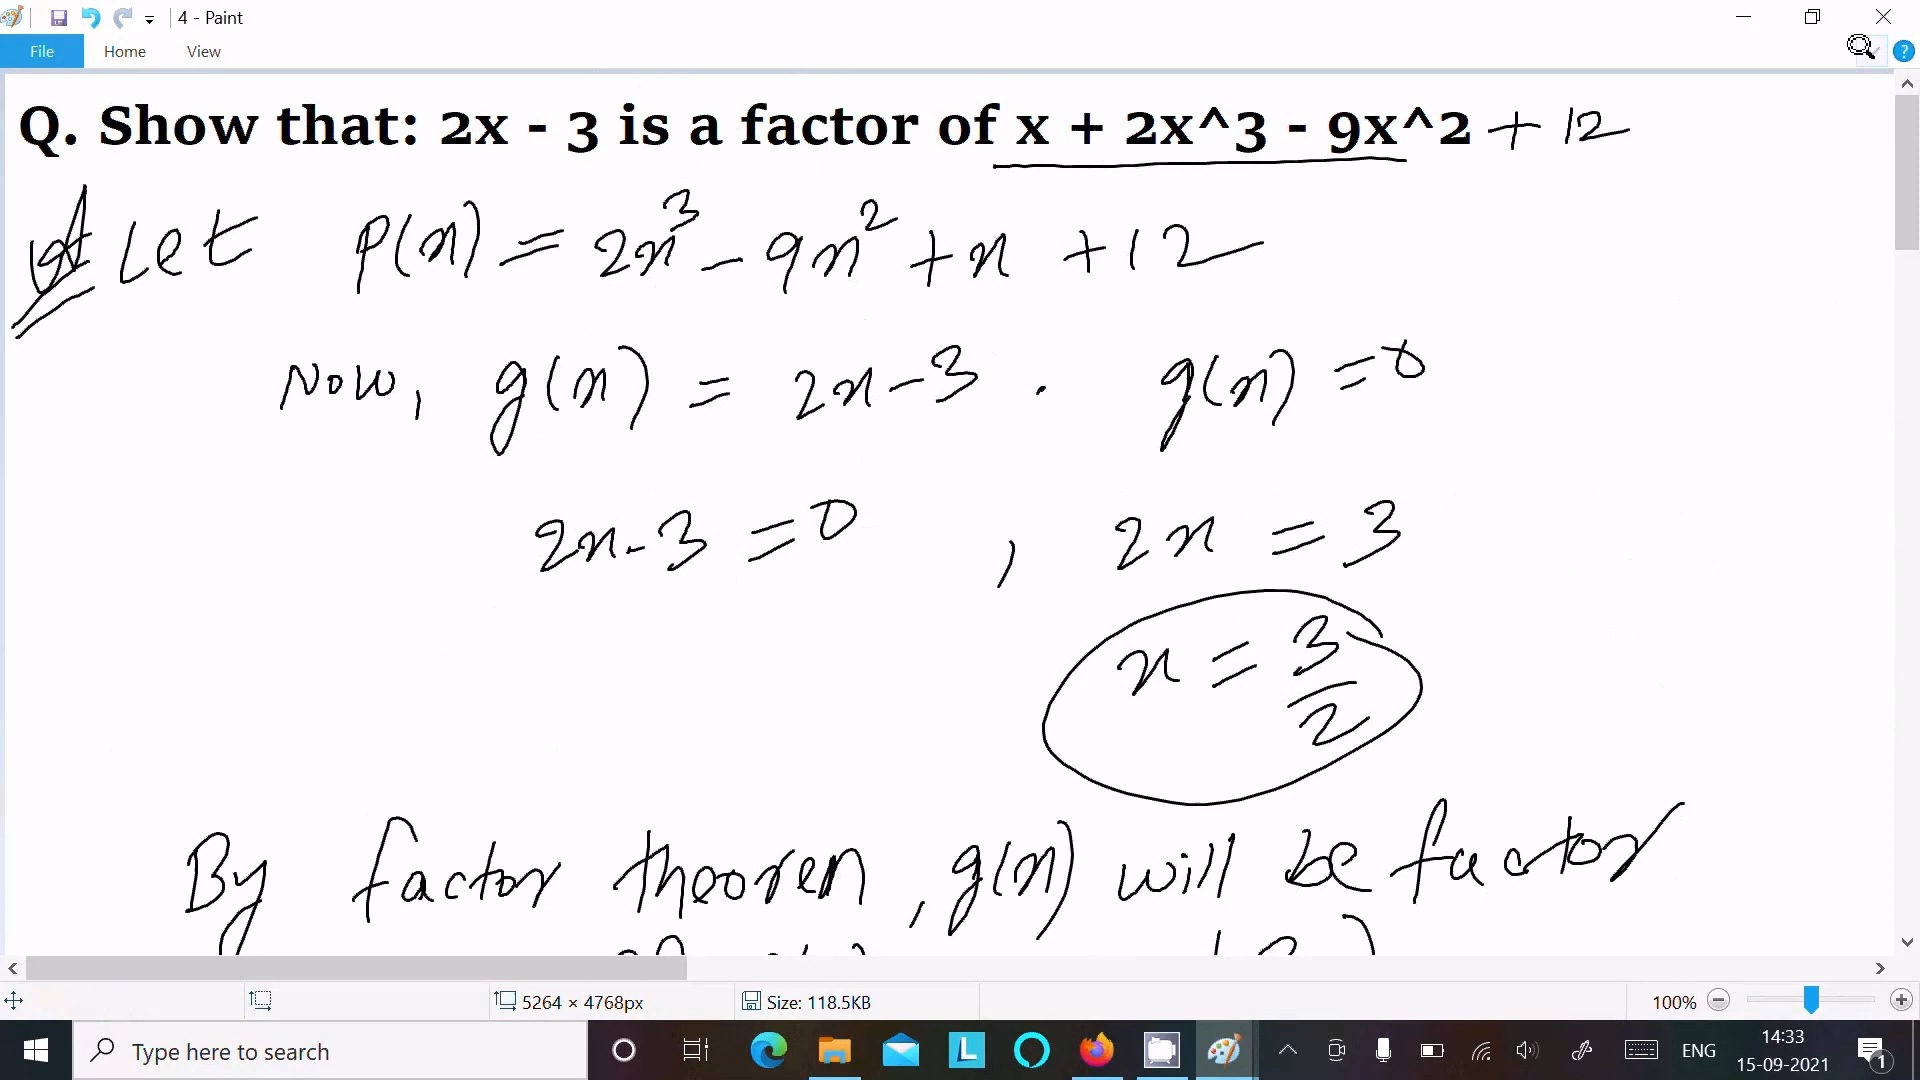 4 - Paint
File Home View
Q. Show that: 2x - 3 is a factor of x + 2x^3 - 9x^2 + 12
Let p(x) = 2x³ - 9x² + x + 12
Now, g(x) = 2x - 3 . g(x) = 0
2x - 3 = 0 , 2x = 3
x = 3/2
By factor theorem, g(x) will be factor
5264 × 4768px Size: 118.5KB 100%
Type here to search L ENG 14:33
15-09-2021 1